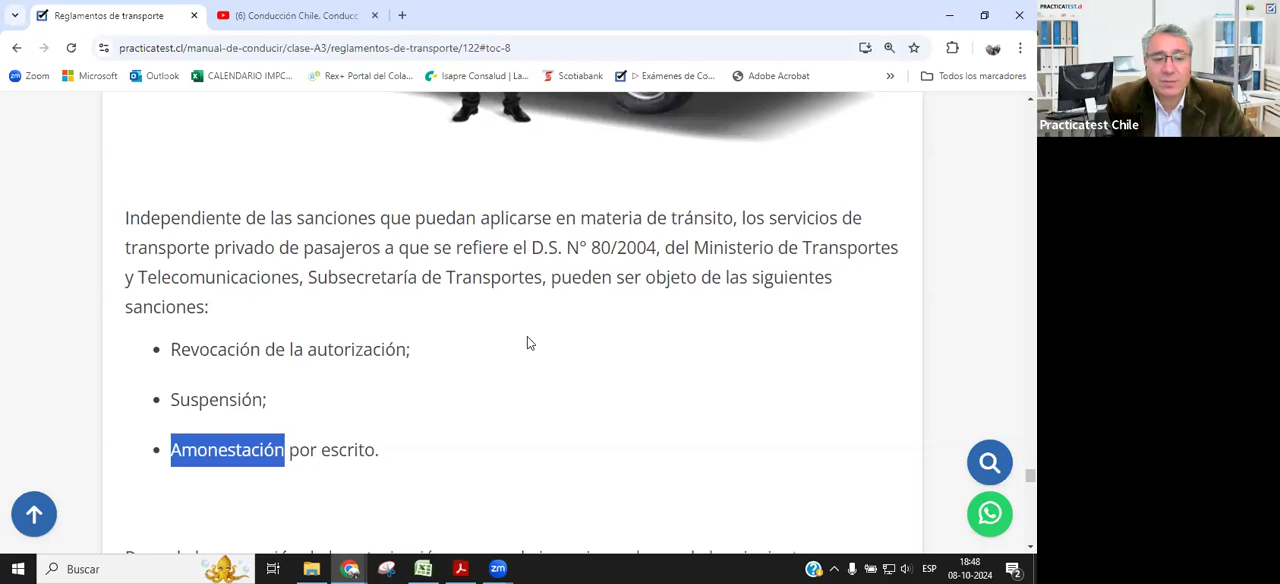 Reglamentos de transporte
(6) Conducción Chile. Conducc
practicatest.cl/manual-de-conducir/clase-A3/reglamentos-de-transporte/122#toc-8
Zoom
Microsoft
Outlook
CALENDARIO IMPC...
Rex+ Portal del Cola...
Isapre Consalud | La...
Scotiabank
▷ Exámenes de Co...
Adobe Acrobat
»
Todos los marcadores
PRACTICATEST.cl
Practicatest Chile
Independiente de las sanciones que puedan aplicarse en materia de tránsito, los servicios de
transporte privado de pasajeros a que se refiere el D.S. N° 80/2004, del Ministerio de Transportes
y Telecomunicaciones, Subsecretaría de Transportes, pueden ser objeto de las siguientes
sanciones:
• Revocación de la autorización;
• Suspensión;
• Amonestación por escrito.
Buscar
ESP
18:48
08-10-2024
2